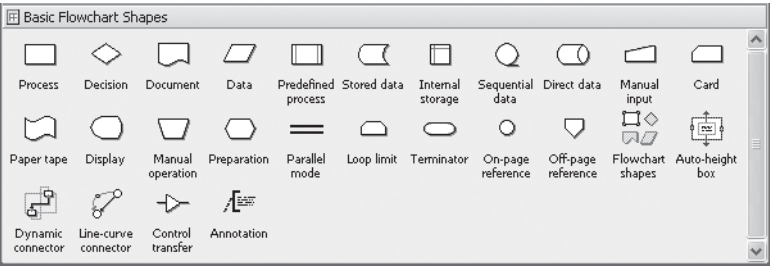 Basic Flowchart Shapes
Process Decision Document Data Predefined process Stored data Internal storage Sequential data Direct data Manual input Card
Paper tape Display Manual operation Preparation Parallel mode Loop limit Terminator On-page reference Off-page reference Flowchart shapes Auto-height box
Dynamic connector Line-curve connector Control transfer Annotation